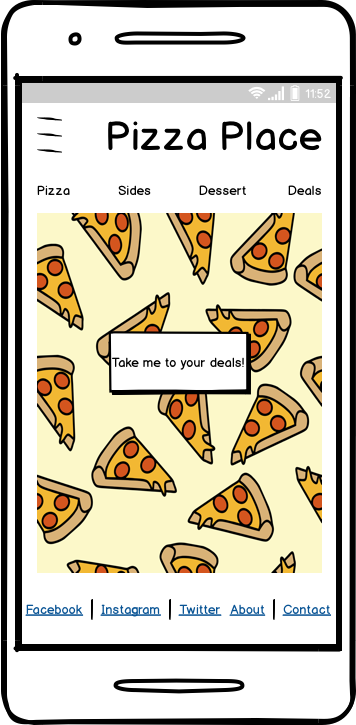 11:52
Pizza Place
Pizza Sides Dessert Deals
Take me to your deals!
Facebook | Instagram | Twitter About | Contact